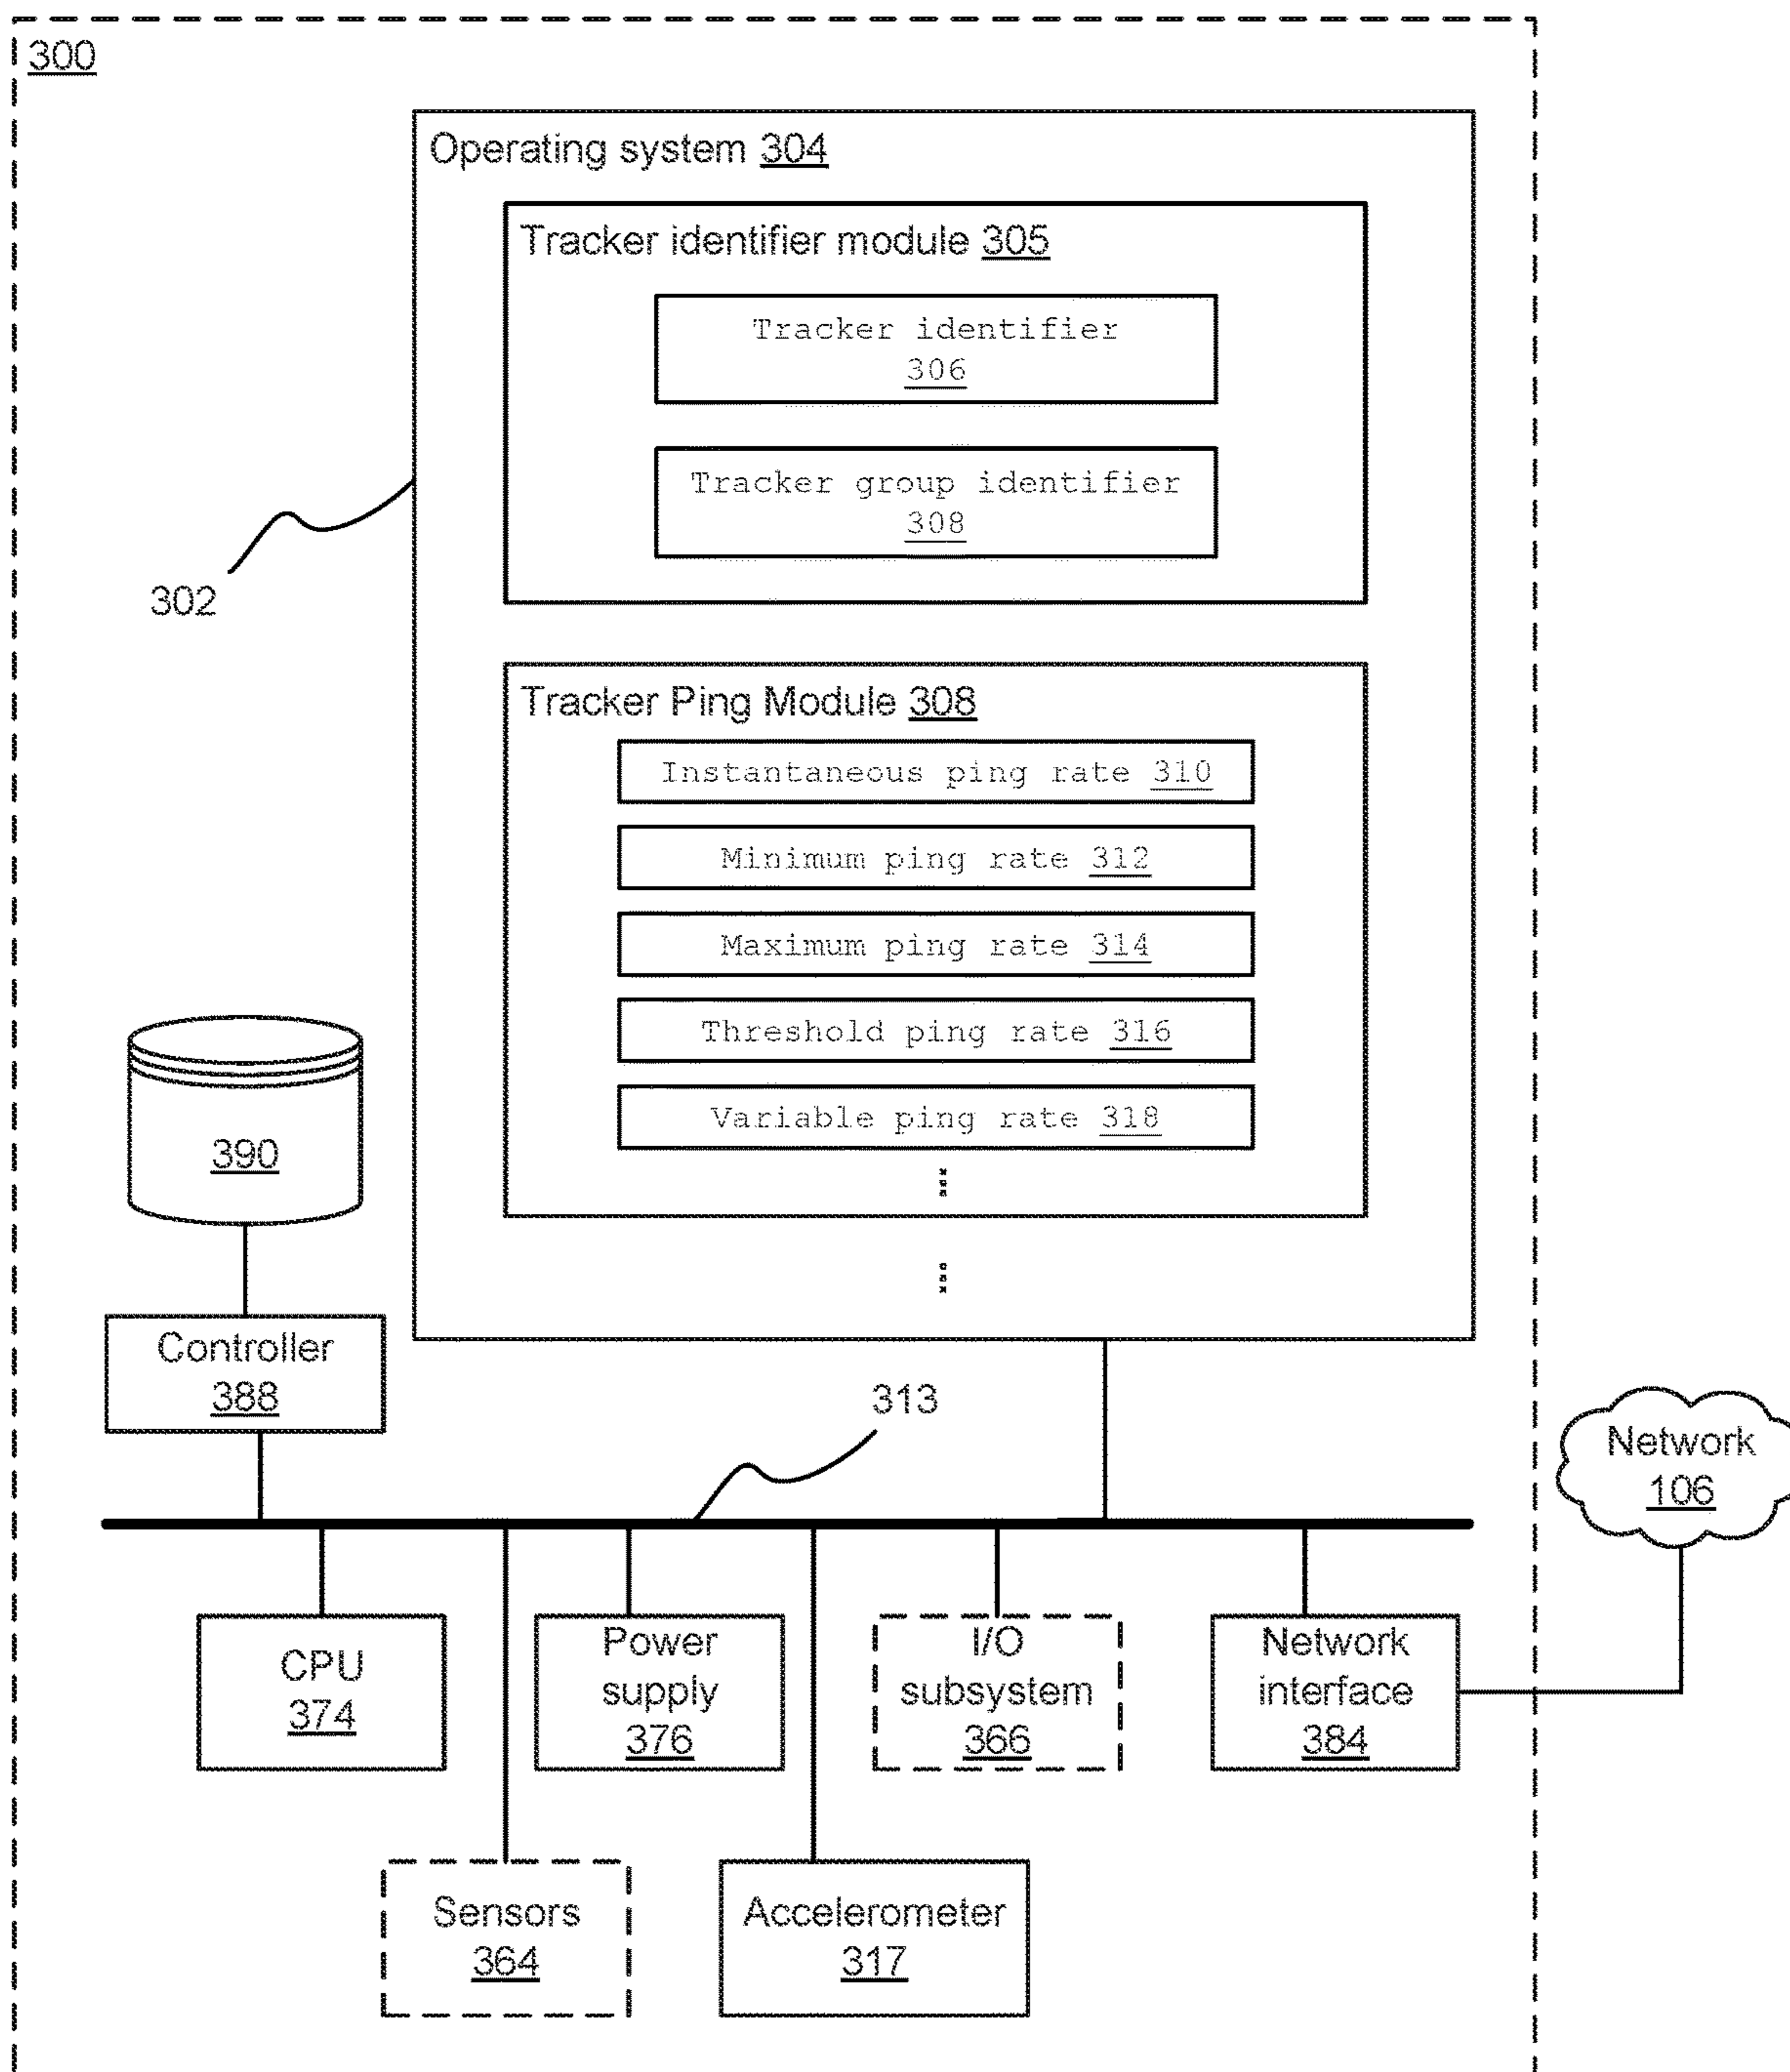 300
Operating system 304
Tracker identifier module 305
Tracker identifier
306
Tracker group identifier
308
302
Tracker Ping Module 308
Instantaneous ping rate 310
Minimum ping rate 312
Maximum ping rate 314
Threshold ping rate 316
Variable ping rate 318
390
Controller
388
313
Network
106
CPU
374
Power
supply
376
I/O
subsystem
366
Network
interface
384
Sensors
364
Accelerometer
317